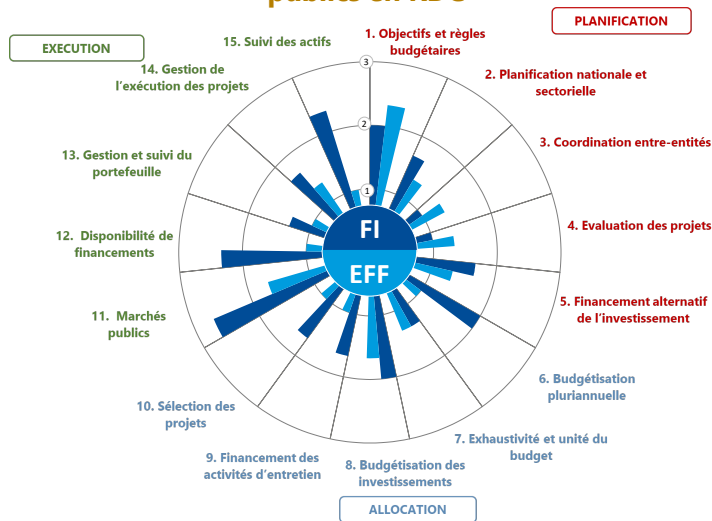 publics en RDC
PLANIFICATION
EXECUTION
1. Objectifs et règles
budgétaires
2. Planification nationale et
sectorielle
3. Coordination entre-entités
4. Evaluation des projets
5. Financement alternatif
de l'investissement
6. Budgétisation
pluriannuelle
7. Exhaustivité et unité du
budget
8. Budgétisation des
investissements
9. Financement des
activités d'entretien
10. Sélection des
projets
11. Marchés
publics
12. Disponibilité de
financements
13. Gestion et suivi du
portefeuille
14. Gestion de
l'exécution des projets
15. Suivi des actifs
3
2
1
FI
EFF
ALLOCATION